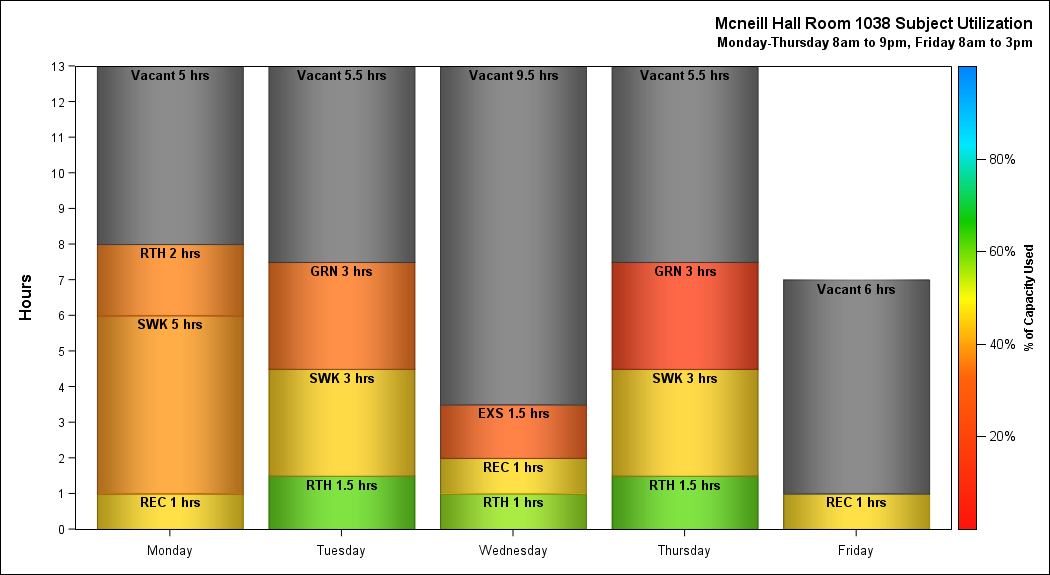 Mcneill Hall Room 1038 Subject Utilization
Monday-Thursday 8am to 9pm, Friday 8am to 3pm
Hours
13
12
11
10
9
8
7
6
5
4
3
2
1
0
Vacant 5 hrs
RTH 2 hrs
SWK 5 hrs
REC 1 hrs
Monday
Vacant 5.5 hrs
GRN 3 hrs
SWK 3 hrs
RTH 1.5 hrs
Tuesday
Vacant 9.5 hrs
EXS 1.5 hrs
REC 1 hrs
RTH 1 hrs
Wednesday
Vacant 5.5 hrs
GRN 3 hrs
SWK 3 hrs
RTH 1.5 hrs
Thursday
Vacant 6 hrs
REC 1 hrs
Friday
80%
60%
40%
20%
% of Capacity Used